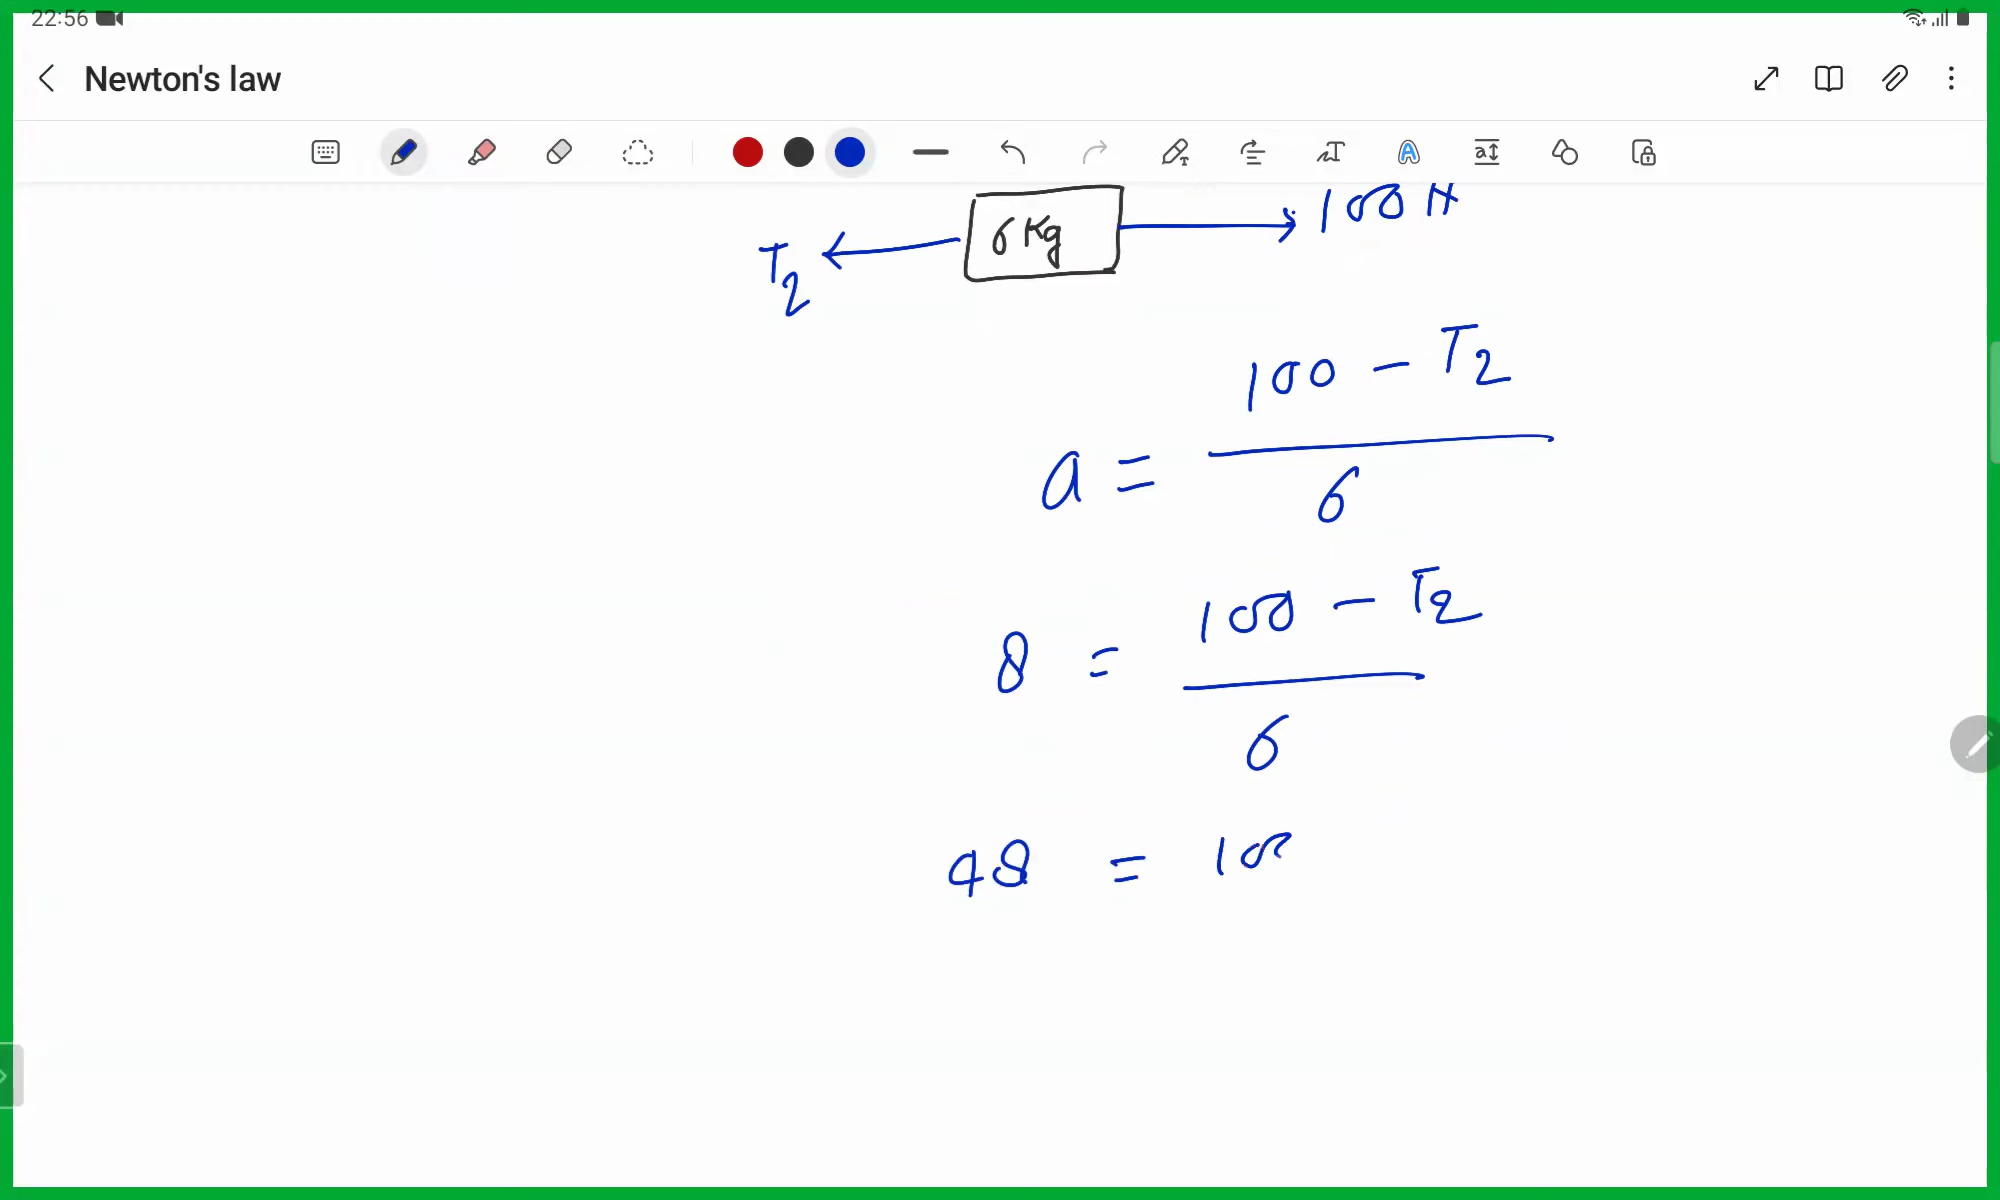 22:56
Newton's law
T₂ 6 Kg 100 N
a = (100 - T₂) / 6
8 = (100 - T₂) / 6
48 = 100